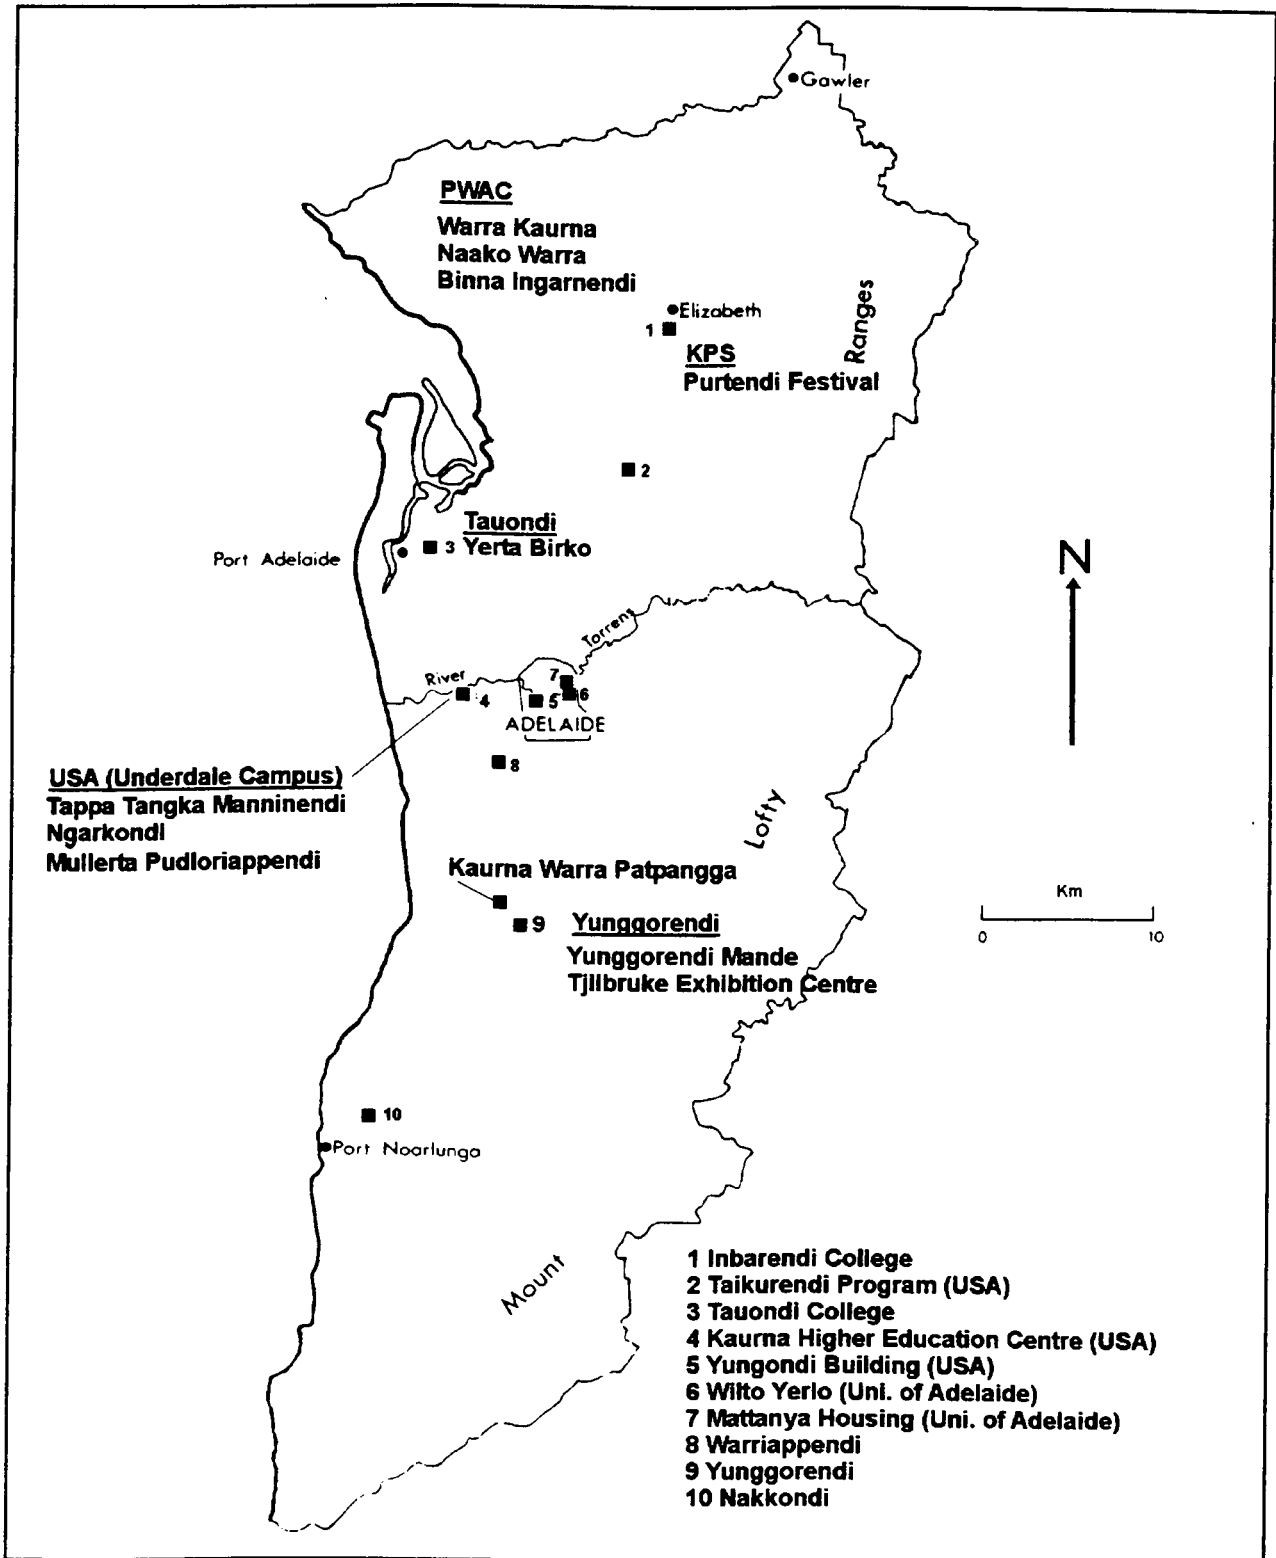 Gawler
PWAC
Warra Kaurna
Naako Warra
Binna Ingarnendi
Elizabeth
1
KPS
Purtendi Festival
Ranges
2
Tauondi
3 Yerta Birko
Port Adelaide
N
River
Torrens
7
6
4
5
ADELAIDE
8
USA (Underdale Campus)
Tappa Tangka Manninendi
Ngarkondi
Mullerta Pudloriappendi
Lofty
Kaurna Warra Patpangga
Km
0 10
9 Yunggorendi
Yunggorendi Mande
Tjilbruke Exhibition Centre
10
Port Noarlunga
Mount
1 Inbarendi College
2 Taikurendi Program (USA)
3 Tauondi College
4 Kaurna Higher Education Centre (USA)
5 Yungondi Building (USA)
6 Wilto Yerlo (Uni. of Adelaide)
7 Mattanya Housing (Uni. of Adelaide)
8 Warriappendi
9 Yunggorendi
10 Nakkondi